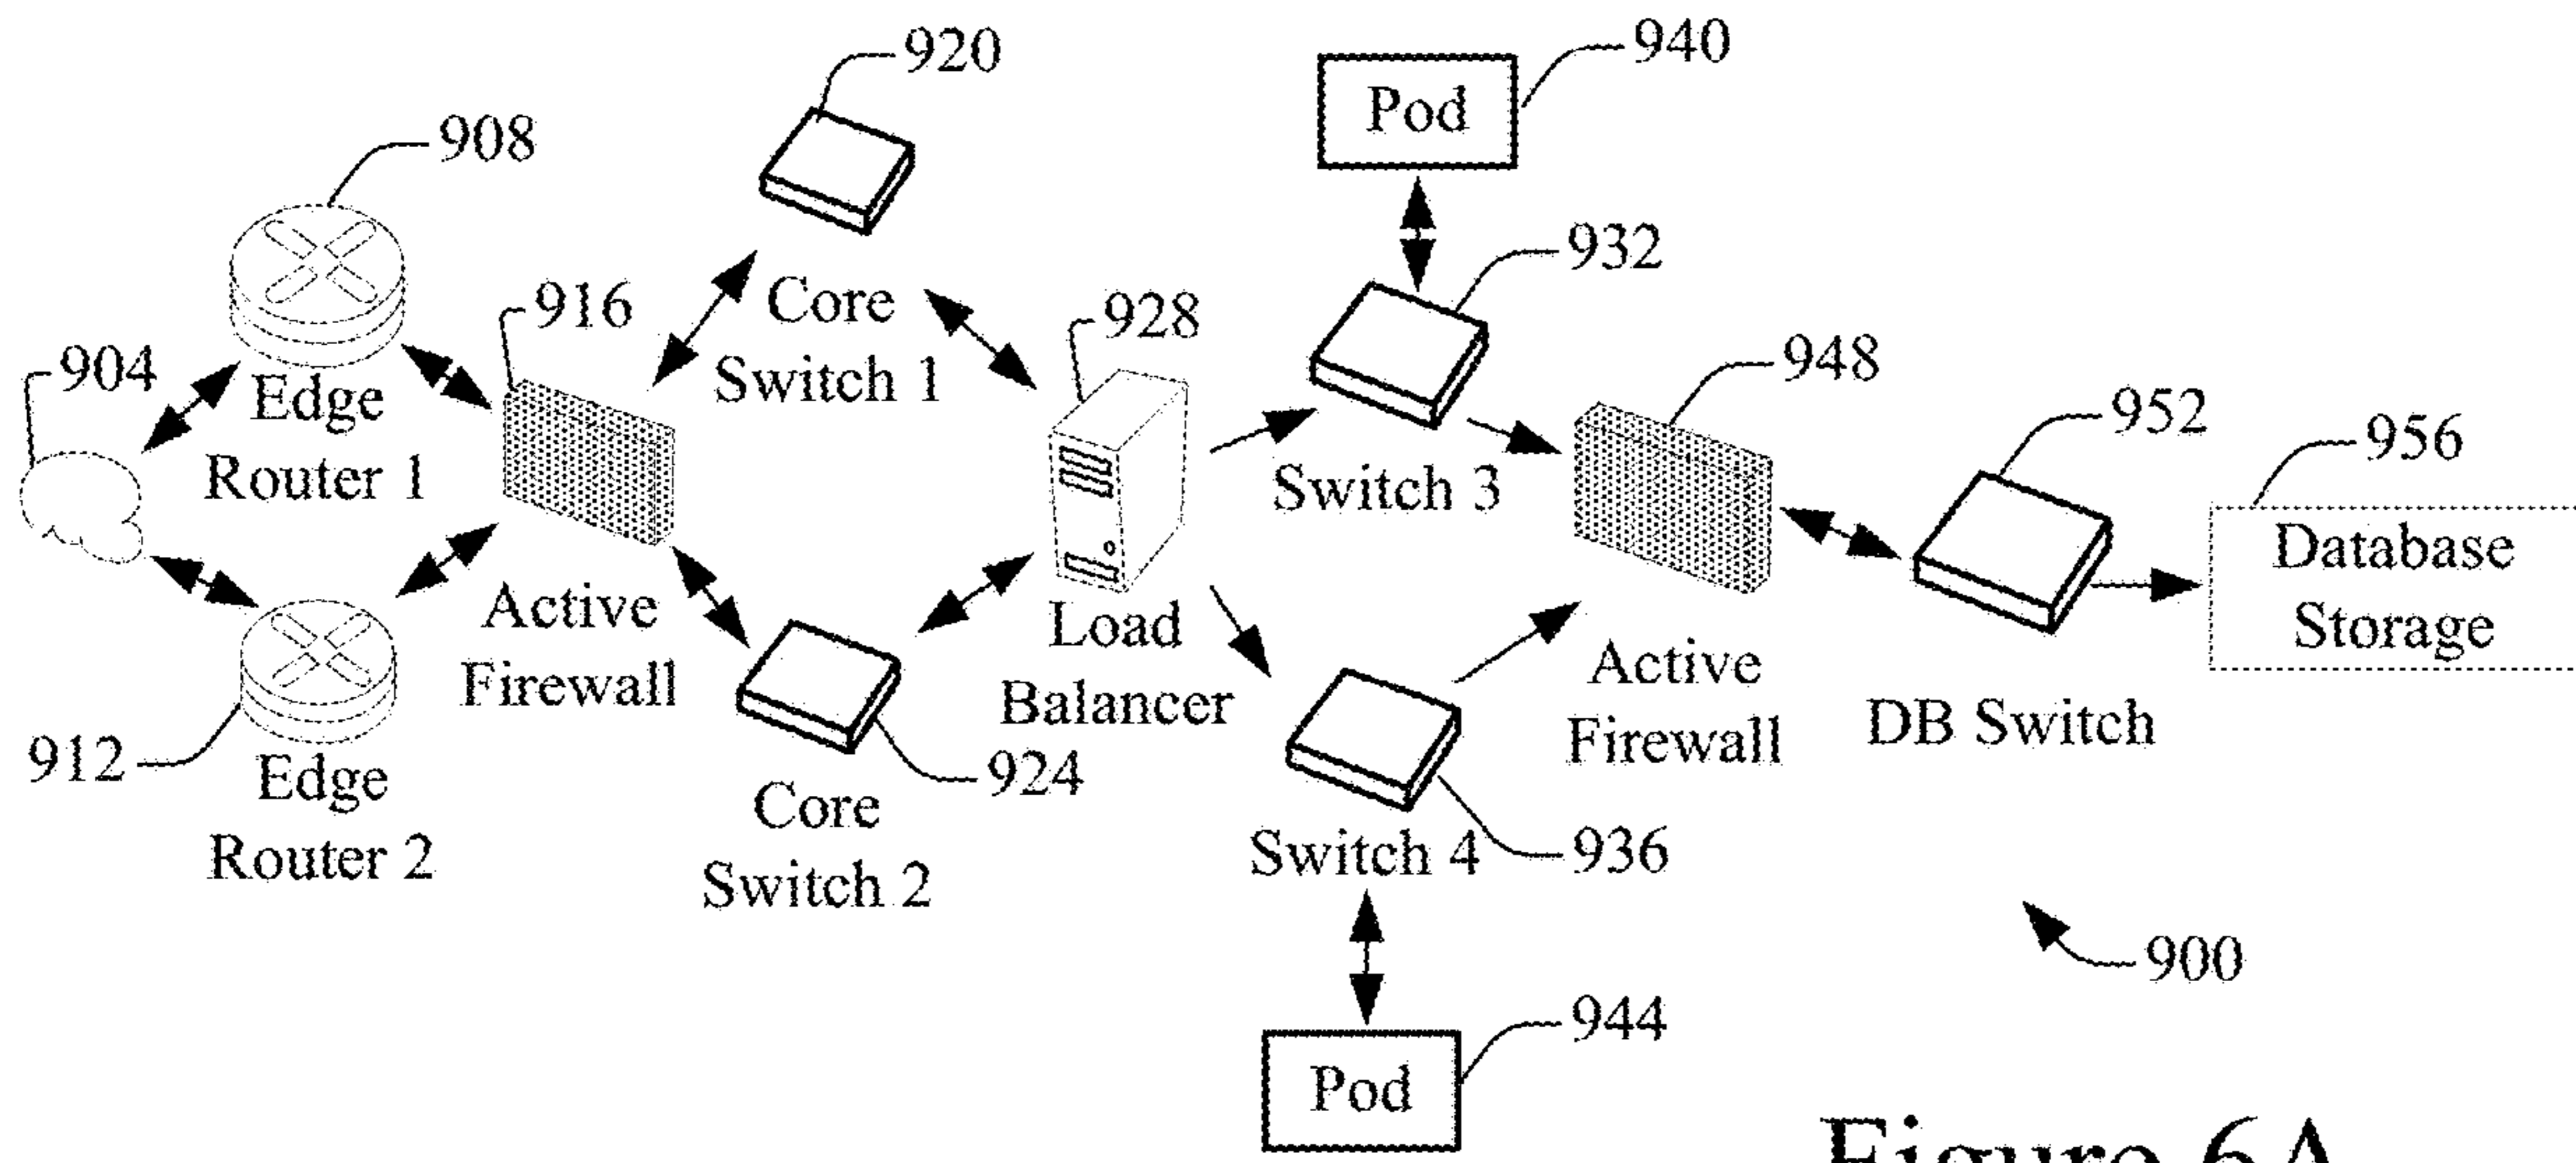 920
940
Pod
908
932
916
Core
Switch 1
928
948
904
Edge
Router 1
Switch 3
952
956
Database
Storage
Active
Firewall
Load
Balancer
Active
Firewall
DB Switch
912
Edge
Router 2
924
Core
Switch 2
Switch 4
936
900
944
Pod
Figure 6A